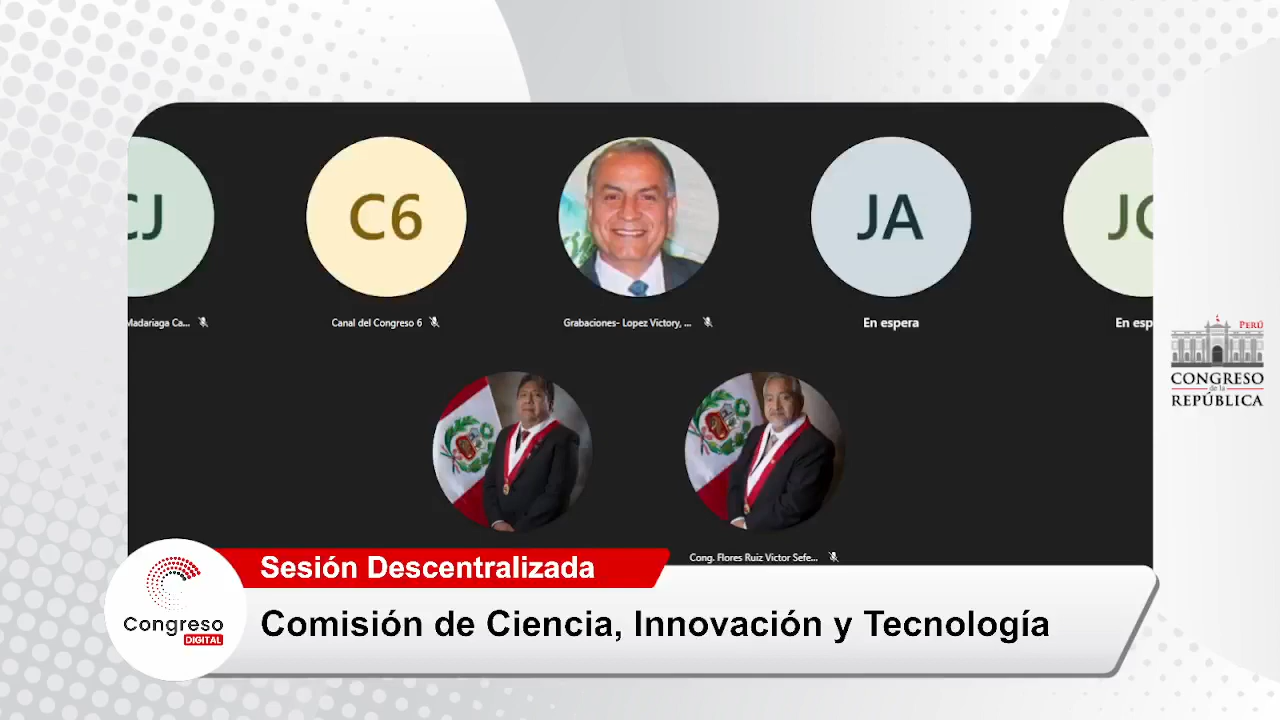 CJ
C6
JA
Madariaga Ca...
Canal del Congreso 6
Grabaciones- Lopez Victory, ...
En espera
En esp
PERÚ
CONGRESO
de la
REPÚBLICA
Cong. Flores Ruiz Victor Sefe...
Sesión Descentralizada
Congreso
DIGITAL
Comisión de Ciencia, Innovación y Tecnología